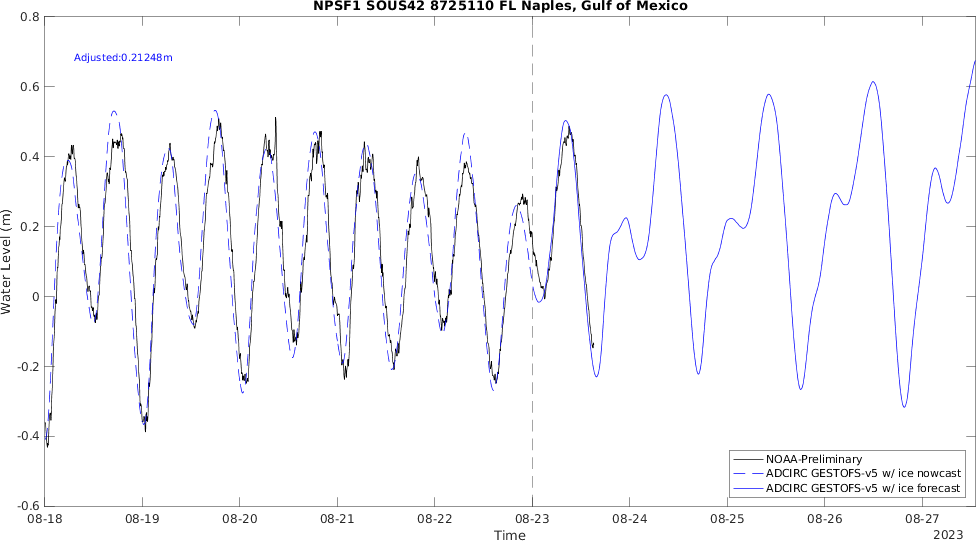 NPSF1 SOUS42 8725110 FL Naples, Gulf of Mexico
Adjusted:0.21248m
Water Level (m)
0.8
0.6
0.4
0.2
0
-0.2
-0.4
-0.6
NOAA-Preliminary
ADCIRC GESTOFS-v5 w/ ice nowcast
ADCIRC GESTOFS-v5 w/ ice forecast
08-18 08-19 08-20 08-21 08-22 08-23 08-24 08-25 08-26 08-27
Time
2023